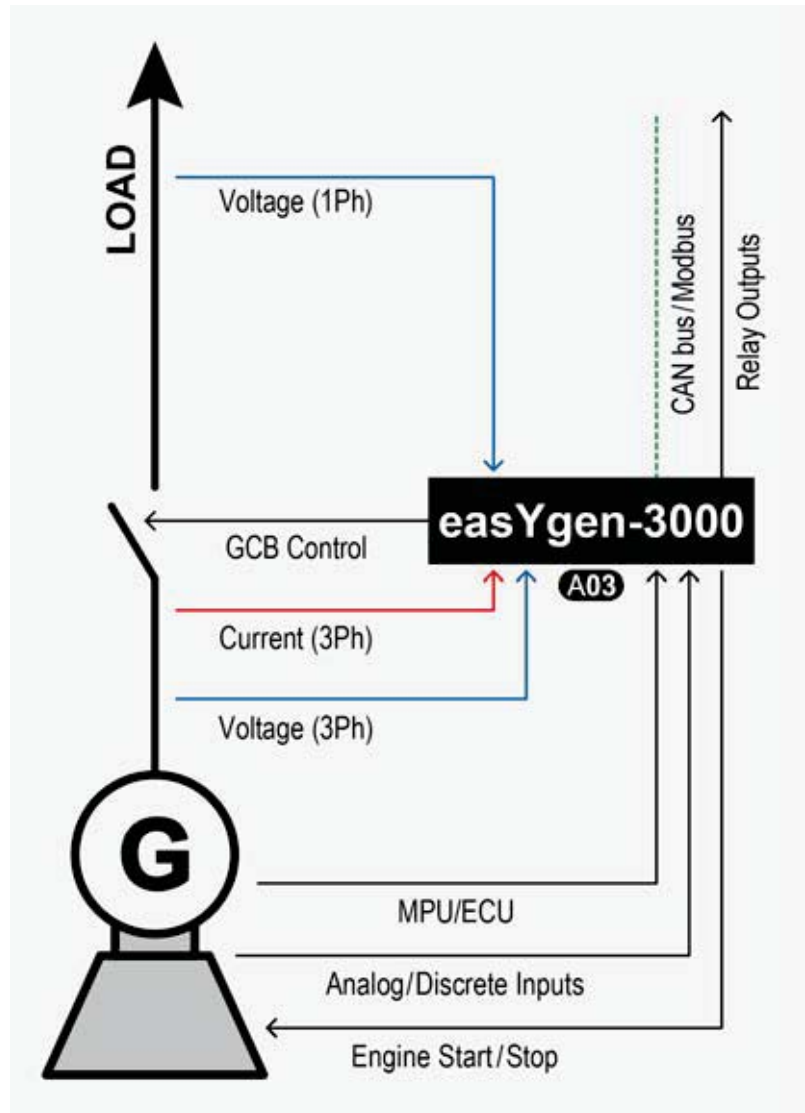 LOAD
Voltage (1Ph)
CAN bus/Modbus
Relay Outputs
easYgen-3000
GCB Control
A03
Current (3Ph)
Voltage (3Ph)
G
MPU/ECU
Analog/Discrete Inputs
Engine Start/Stop